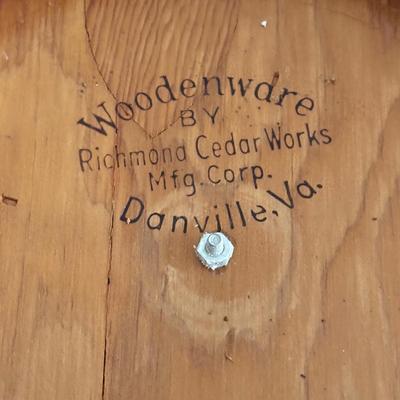 Woodenware
BY
Richmond Cedar Works
Mfg. Corp.
Danville, Va.